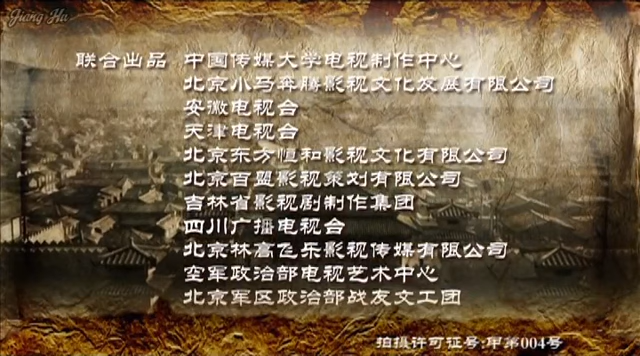 Jiang Hu
联合出品 中国传媒大学电视制作中心
北京小马奔腾影视文化发展有限公司
安徽电视台
天津电视台
北京东方恒和影视文化有限公司
北京百盟影视策划有限公司
吉林省影视剧制作集团
四川广播电视台
北京林高飞乐影视传媒有限公司
空军政治部电视艺术中心
北京军区政治部战友文工团
拍摄许可证号:甲第004号